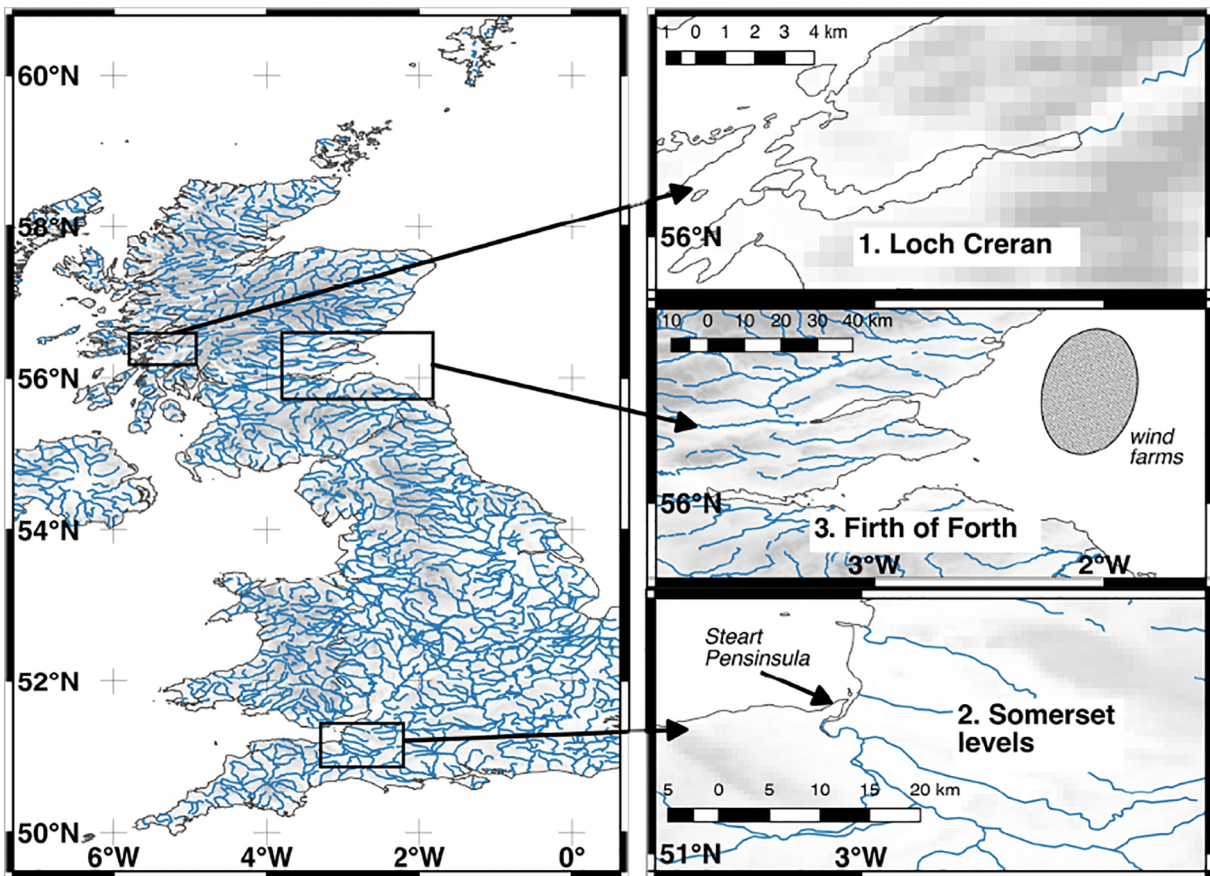 60°N
58°N
56°N
54°N
52°N
50°N
6°W 4°W 2°W 0°
1 0 1 2 3 4 km
56°N
1. Loch Creran
10 0 10 20 30 40 km
wind
farms
56°N
3. Firth of Forth
3°W 2°W
Steart
Pensinsula
2. Somerset
levels
5 0 5 10 15 20 km
51°N 3°W